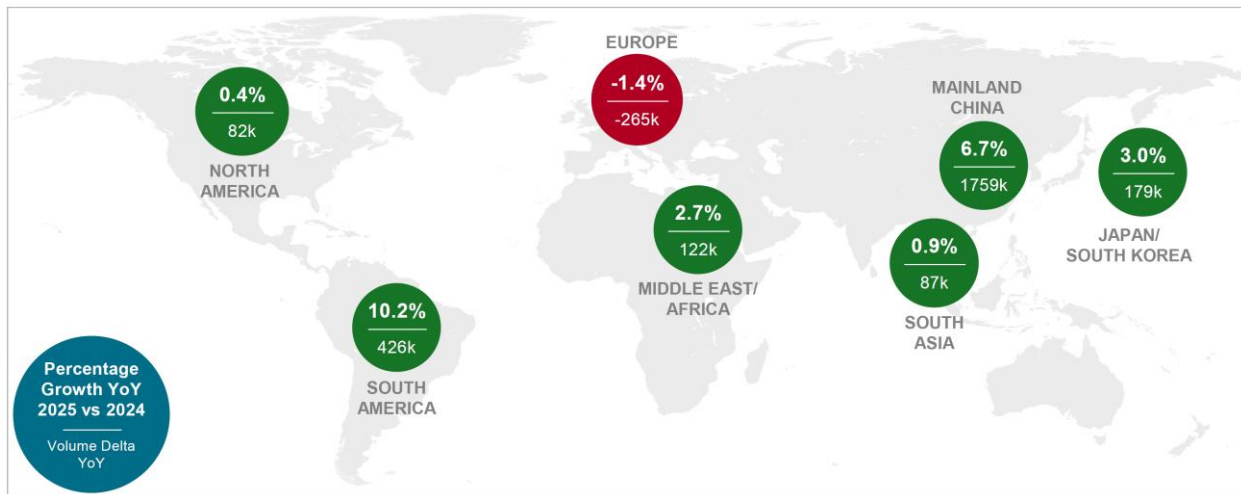 EUROPE
-1.4%
-265k
0.4%
82k
NORTH
AMERICA
MAINLAND
CHINA
6.7%
1759k
3.0%
179k
JAPAN/
SOUTH KOREA
2.7%
122k
MIDDLE EAST/
AFRICA
0.9%
87k
SOUTH
ASIA
10.2%
426k
SOUTH
AMERICA
Percentage
Growth YoY
2025 vs 2024
Volume Delta
YoY